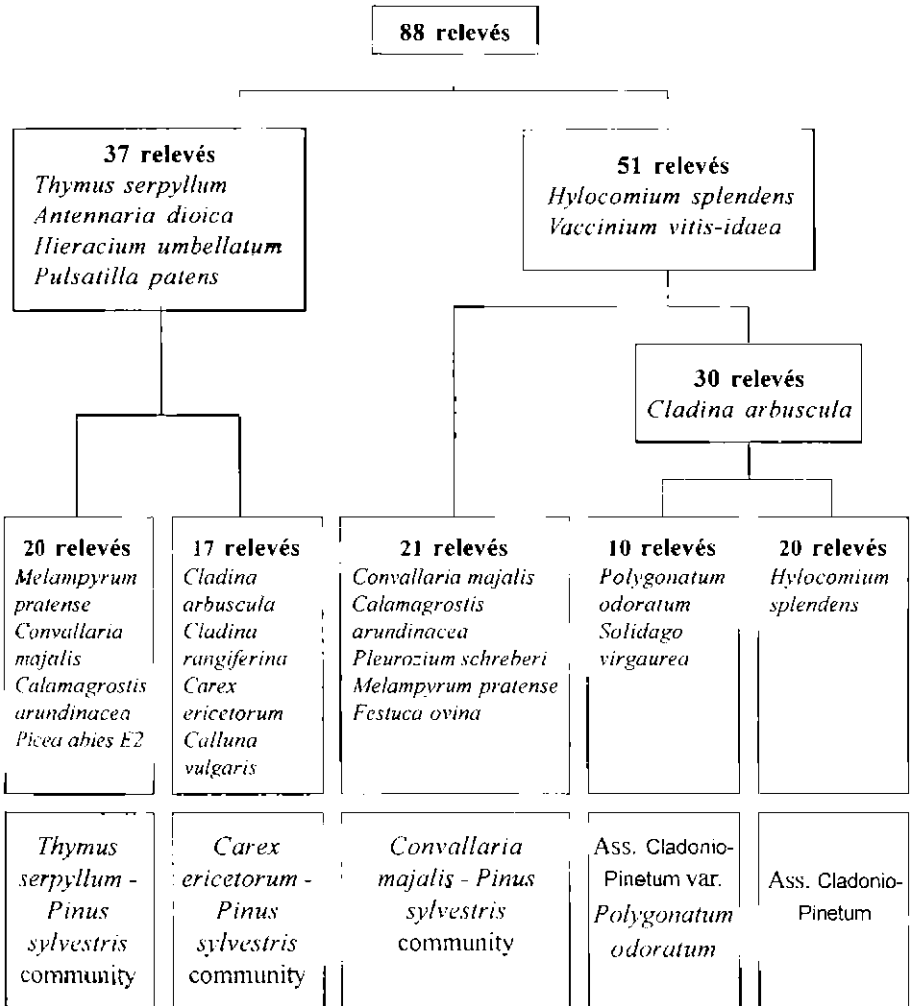 88 relevés
37 relevés
Thymus serpyllum
Antennaria dioica
Hieracium umbellatum
Pulsatilla patens
51 relevés
Hylocomium splendens
Vaccinium vitis-idaea
30 relevés
Cladina arbuscula
20 relevés
Melampyrum
pratense
Convallaria
majalis
Calamagrostis
arundinacea
Picea abies E2
17 relevés
Cladina
arbuscula
Cladina
rangiferina
Carex
ericetorum
Calluna
vulgaris
21 relevés
Convallaria majalis
Calamagrostis
arundinacea
Pleurozium schreberi
Melampyrum pratense
Festuca ovina
10 relevés
Polygonatum
odoratum
Solidago
virgaurea
20 relevés
Hylocomium
splendens
Thymus
serpyllum -
Pinus
sylvestris
community
Carex
ericetorum -
Pinus
sylvestris
community
Convallaria
majalis - Pinus
sylvestris
community
Ass. Cladonio-
Pinetum var.
Polygonatum
odoratum
Ass. Cladonio-
Pinetum